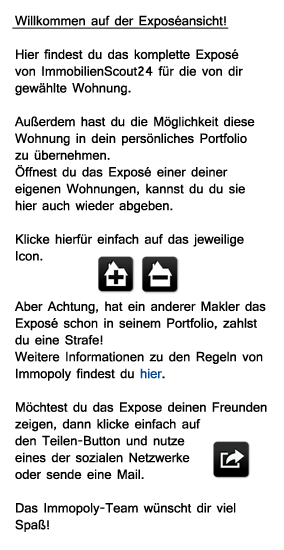 Willkommen auf der Exposéansicht!
Hier findest du das komplette Exposé
von ImmobilienScout24 für die von dir
gewählte Wohnung.
Außerdem hast du die Möglichkeit diese
Wohnung in dein persönliches Portfolio
zu übernehmen.
Öffnest du das Exposé einer deiner
eigenen Wohnungen, kannst du du sie
hier auch wieder abgeben.
Klicke hierfür einfach auf das jeweilige
Icon.
Aber Achtung, hat ein anderer Makler das
Exposé schon in seinem Portfolio, zahlst
du eine Strafe!
Weitere Informationen zu den Regeln von
Immopoly findest du hier.
Möchtest du das Expose deinen Freunden
zeigen, dann klicke einfach auf
den Teilen-Button und nutze
eines der sozialen Netzwerke
oder sende eine Mail.
Das Immopoly-Team wünscht dir viel
Spaß!